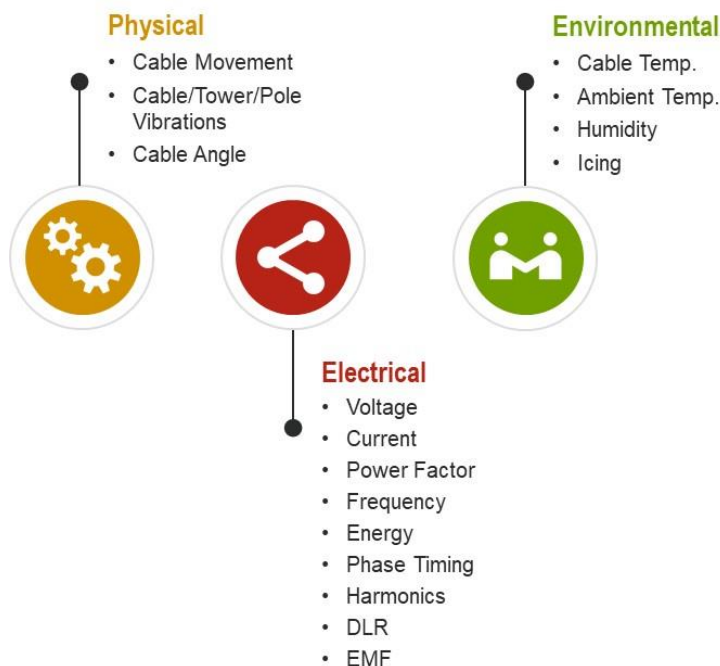 Physical
• Cable Movement
• Cable/Tower/Pole
Vibrations
• Cable Angle
Environmental
• Cable Temp.
• Ambient Temp.
• Humidity
• Icing
Electrical
• Voltage
• Current
• Power Factor
• Frequency
• Energy
• Phase Timing
• Harmonics
• DLR
• EMF